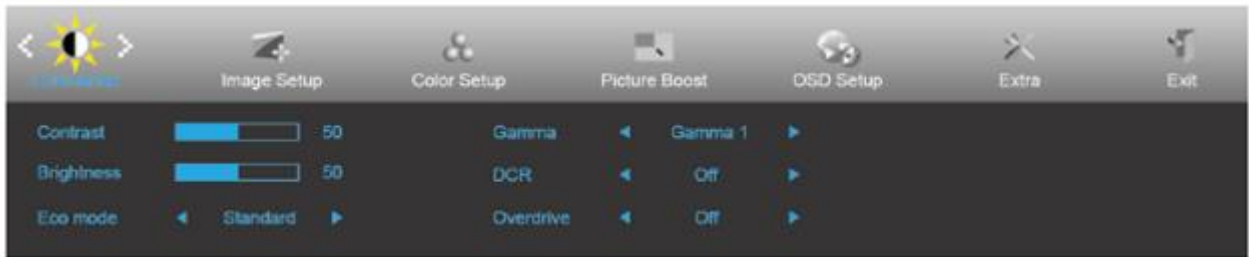 Image Setup
Color Setup
Picture Boost
OSD Setup
Extra
Exit
Contrast 50 Gamma Gamma 1
Brightness 50 DCR Off
Eco mode Standard Overdrive Off